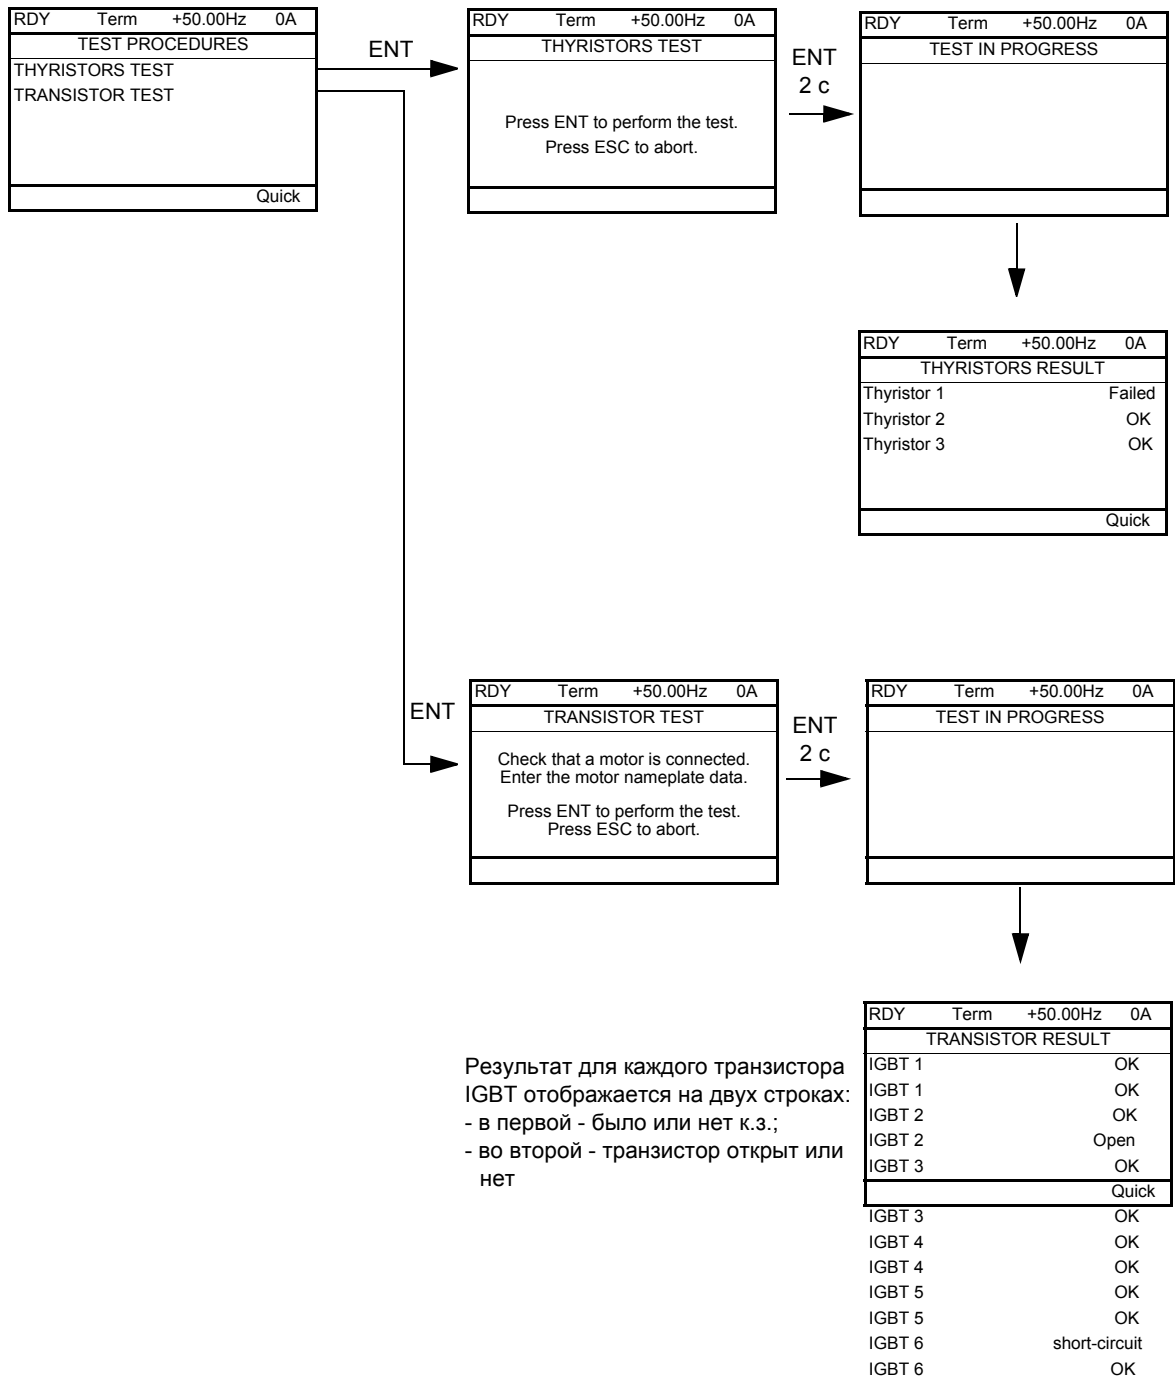 RDY Term +50.00Hz 0A
TEST PROCEDURES
THYRISTORS TEST
TRANSISTOR TEST
Quick
ENT
RDY Term +50.00Hz 0A
THYRISTORS TEST
Press ENT to perform the test.
Press ESC to abort.
ENT
2 с
RDY Term +50.00Hz 0A
TEST IN PROGRESS
RDY Term +50.00Hz 0A
THYRISTORS RESULT
Thyristor 1 Failed
Thyristor 2 OK
Thyristor 3 OK
Quick
ENT
RDY Term +50.00Hz 0A
TRANSISTOR TEST
Check that a motor is connected.
Enter the motor nameplate data.
Press ENT to perform the test.
Press ESC to abort.
ENT
2 с
RDY Term +50.00Hz 0A
TEST IN PROGRESS
Результат для каждого транзистора
IGBT отображается на двух строках:
- в первой - было или нет к.з.;
- во второй - транзистор открыт или
нет
RDY Term +50.00Hz 0A
TRANSISTOR RESULT
IGBT 1 OK
IGBT 1 OK
IGBT 2 OK
IGBT 2 Open
IGBT 3 OK
Quick
IGBT 3 OK
IGBT 4 OK
IGBT 4 OK
IGBT 5 OK
IGBT 5 OK
IGBT 6 short-circuit
IGBT 6 OK